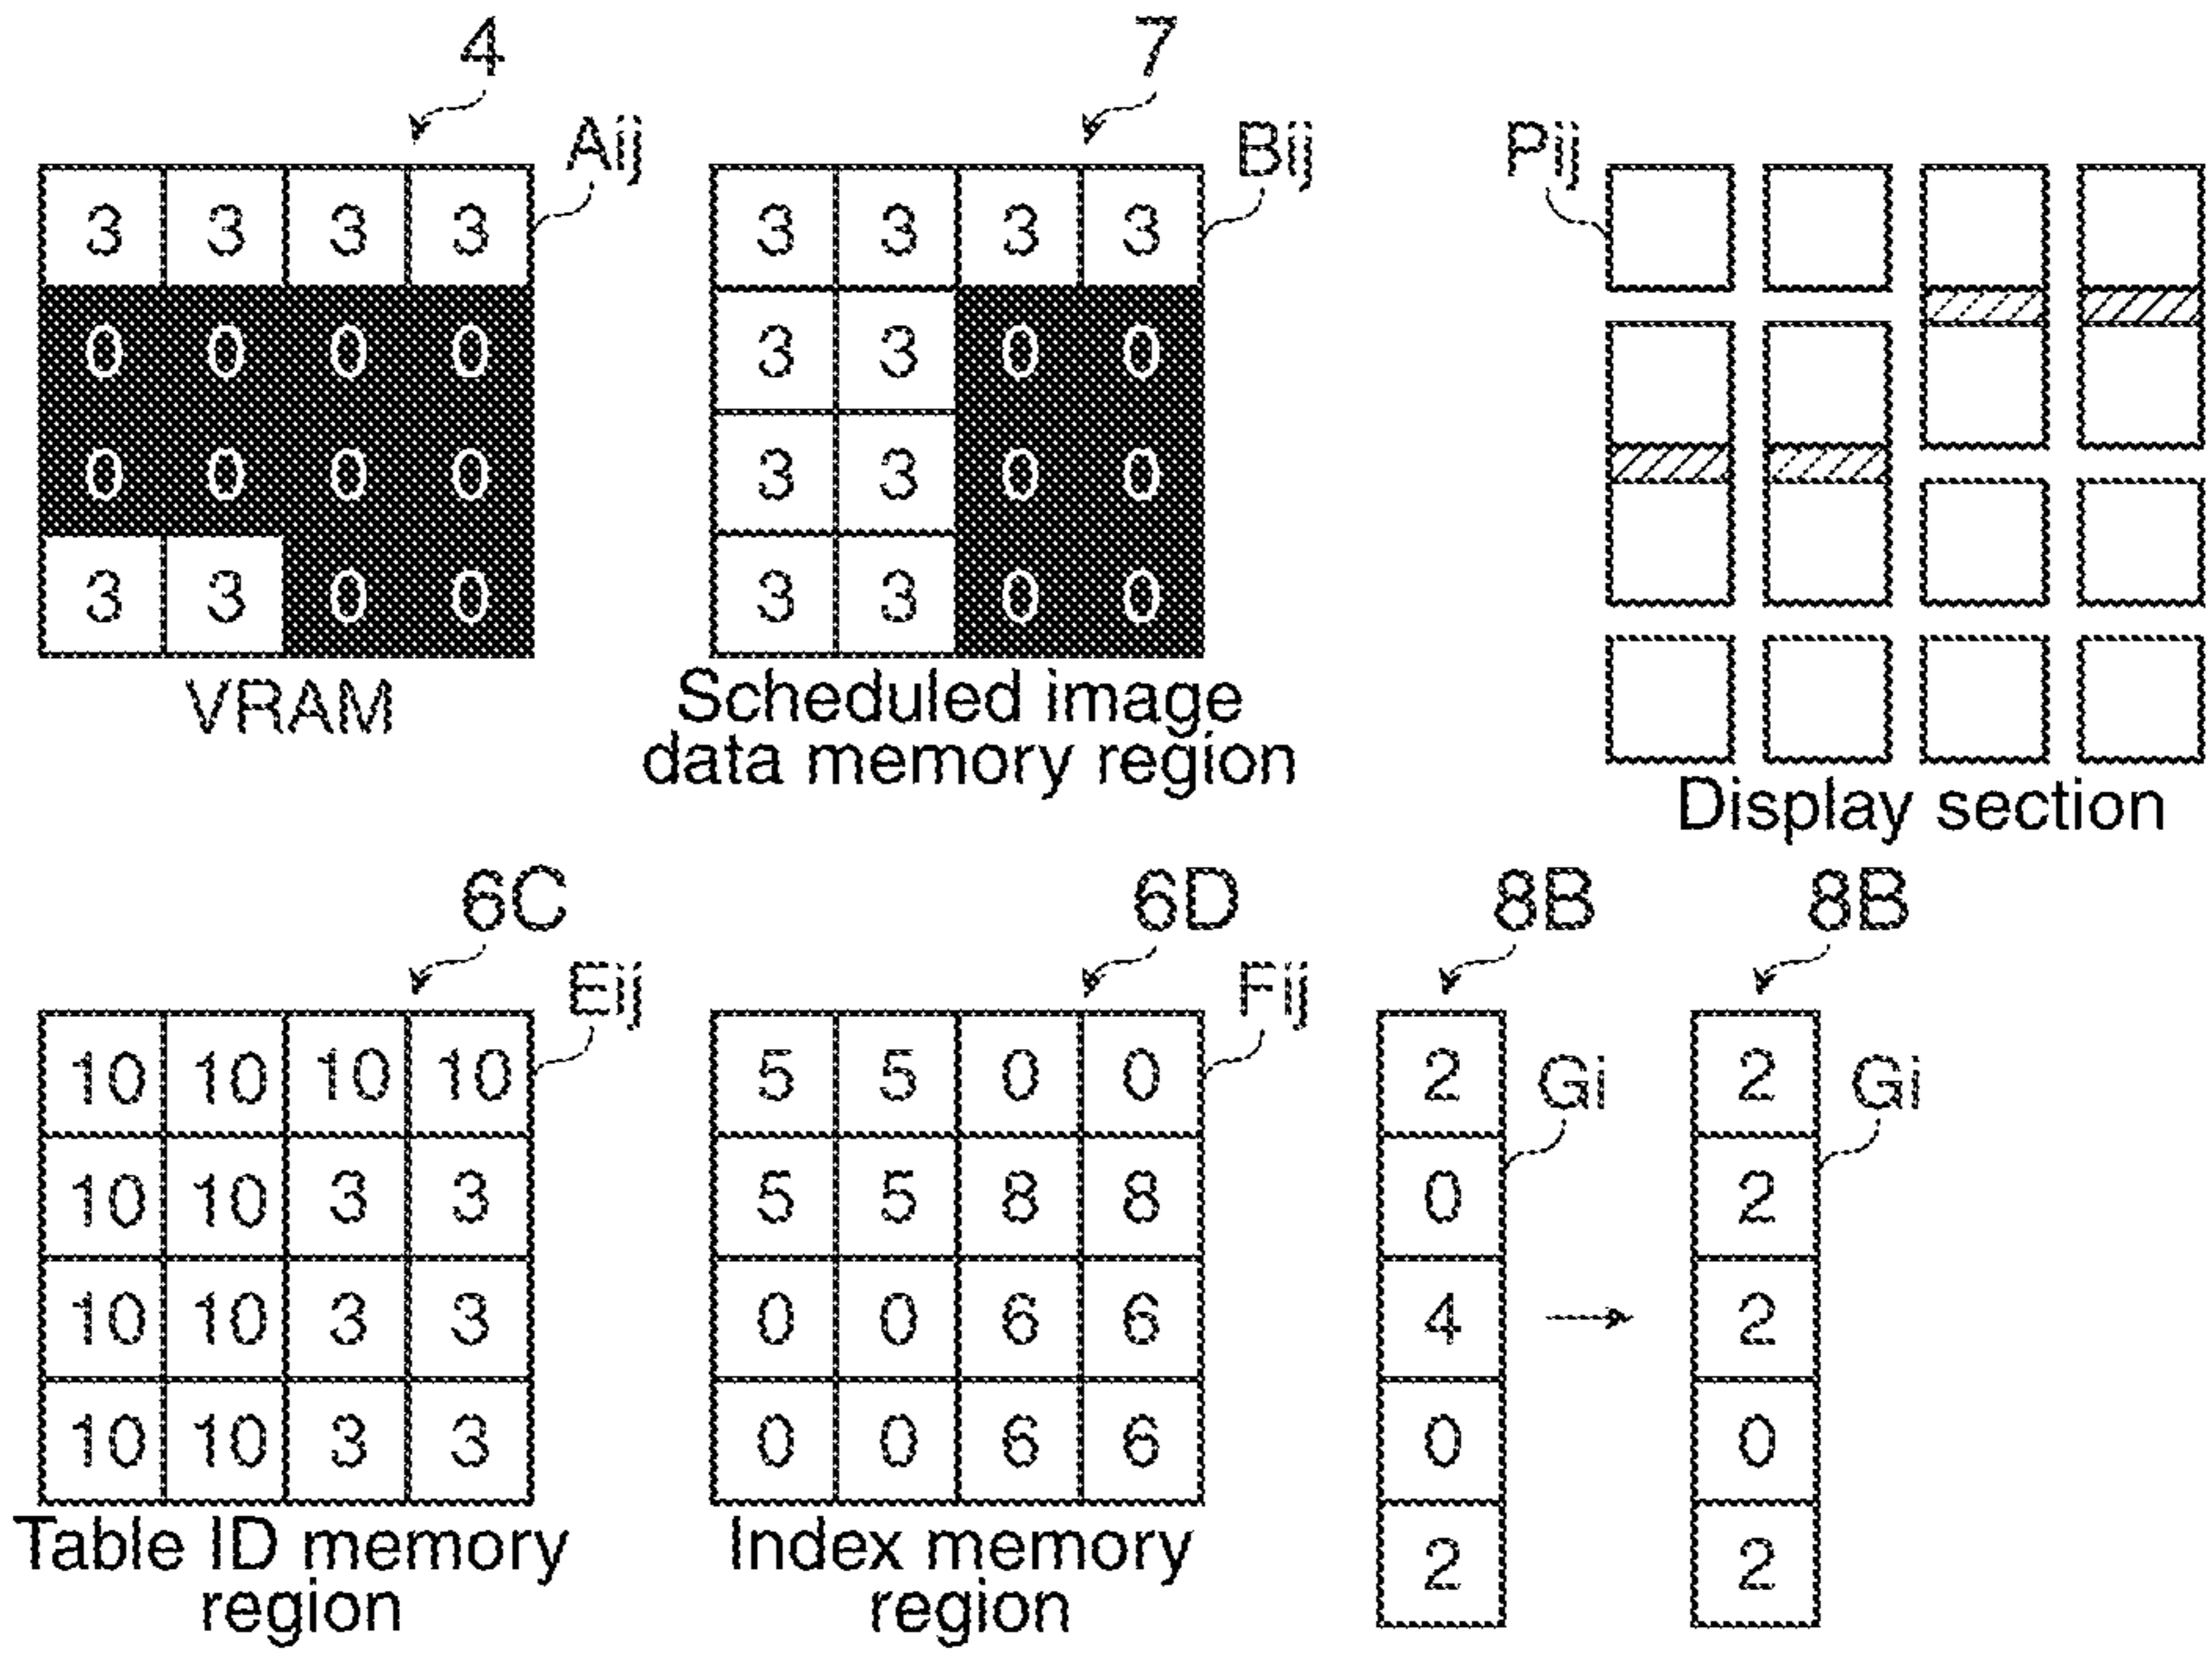 4 7
Aij Bij Pij
3 3 3 3 3 3 3 3
0 0 0 0 3 3 0 0
0 0 0 0 3 3 0 0
3 3 0 0 3 3 0 0
VRAM
Scheduled image
data memory region
Display section
6C 6D 8B 8B
Eij Fij
10 10 10 10 5 5 0 0 2 Gi 2 Gi
10 10 3 3 5 5 8 8 0 2
10 10 3 3 0 0 6 6 4 2
10 10 3 3 0 0 6 6 0 0
2 2
Table ID memory
region
Index memory
region